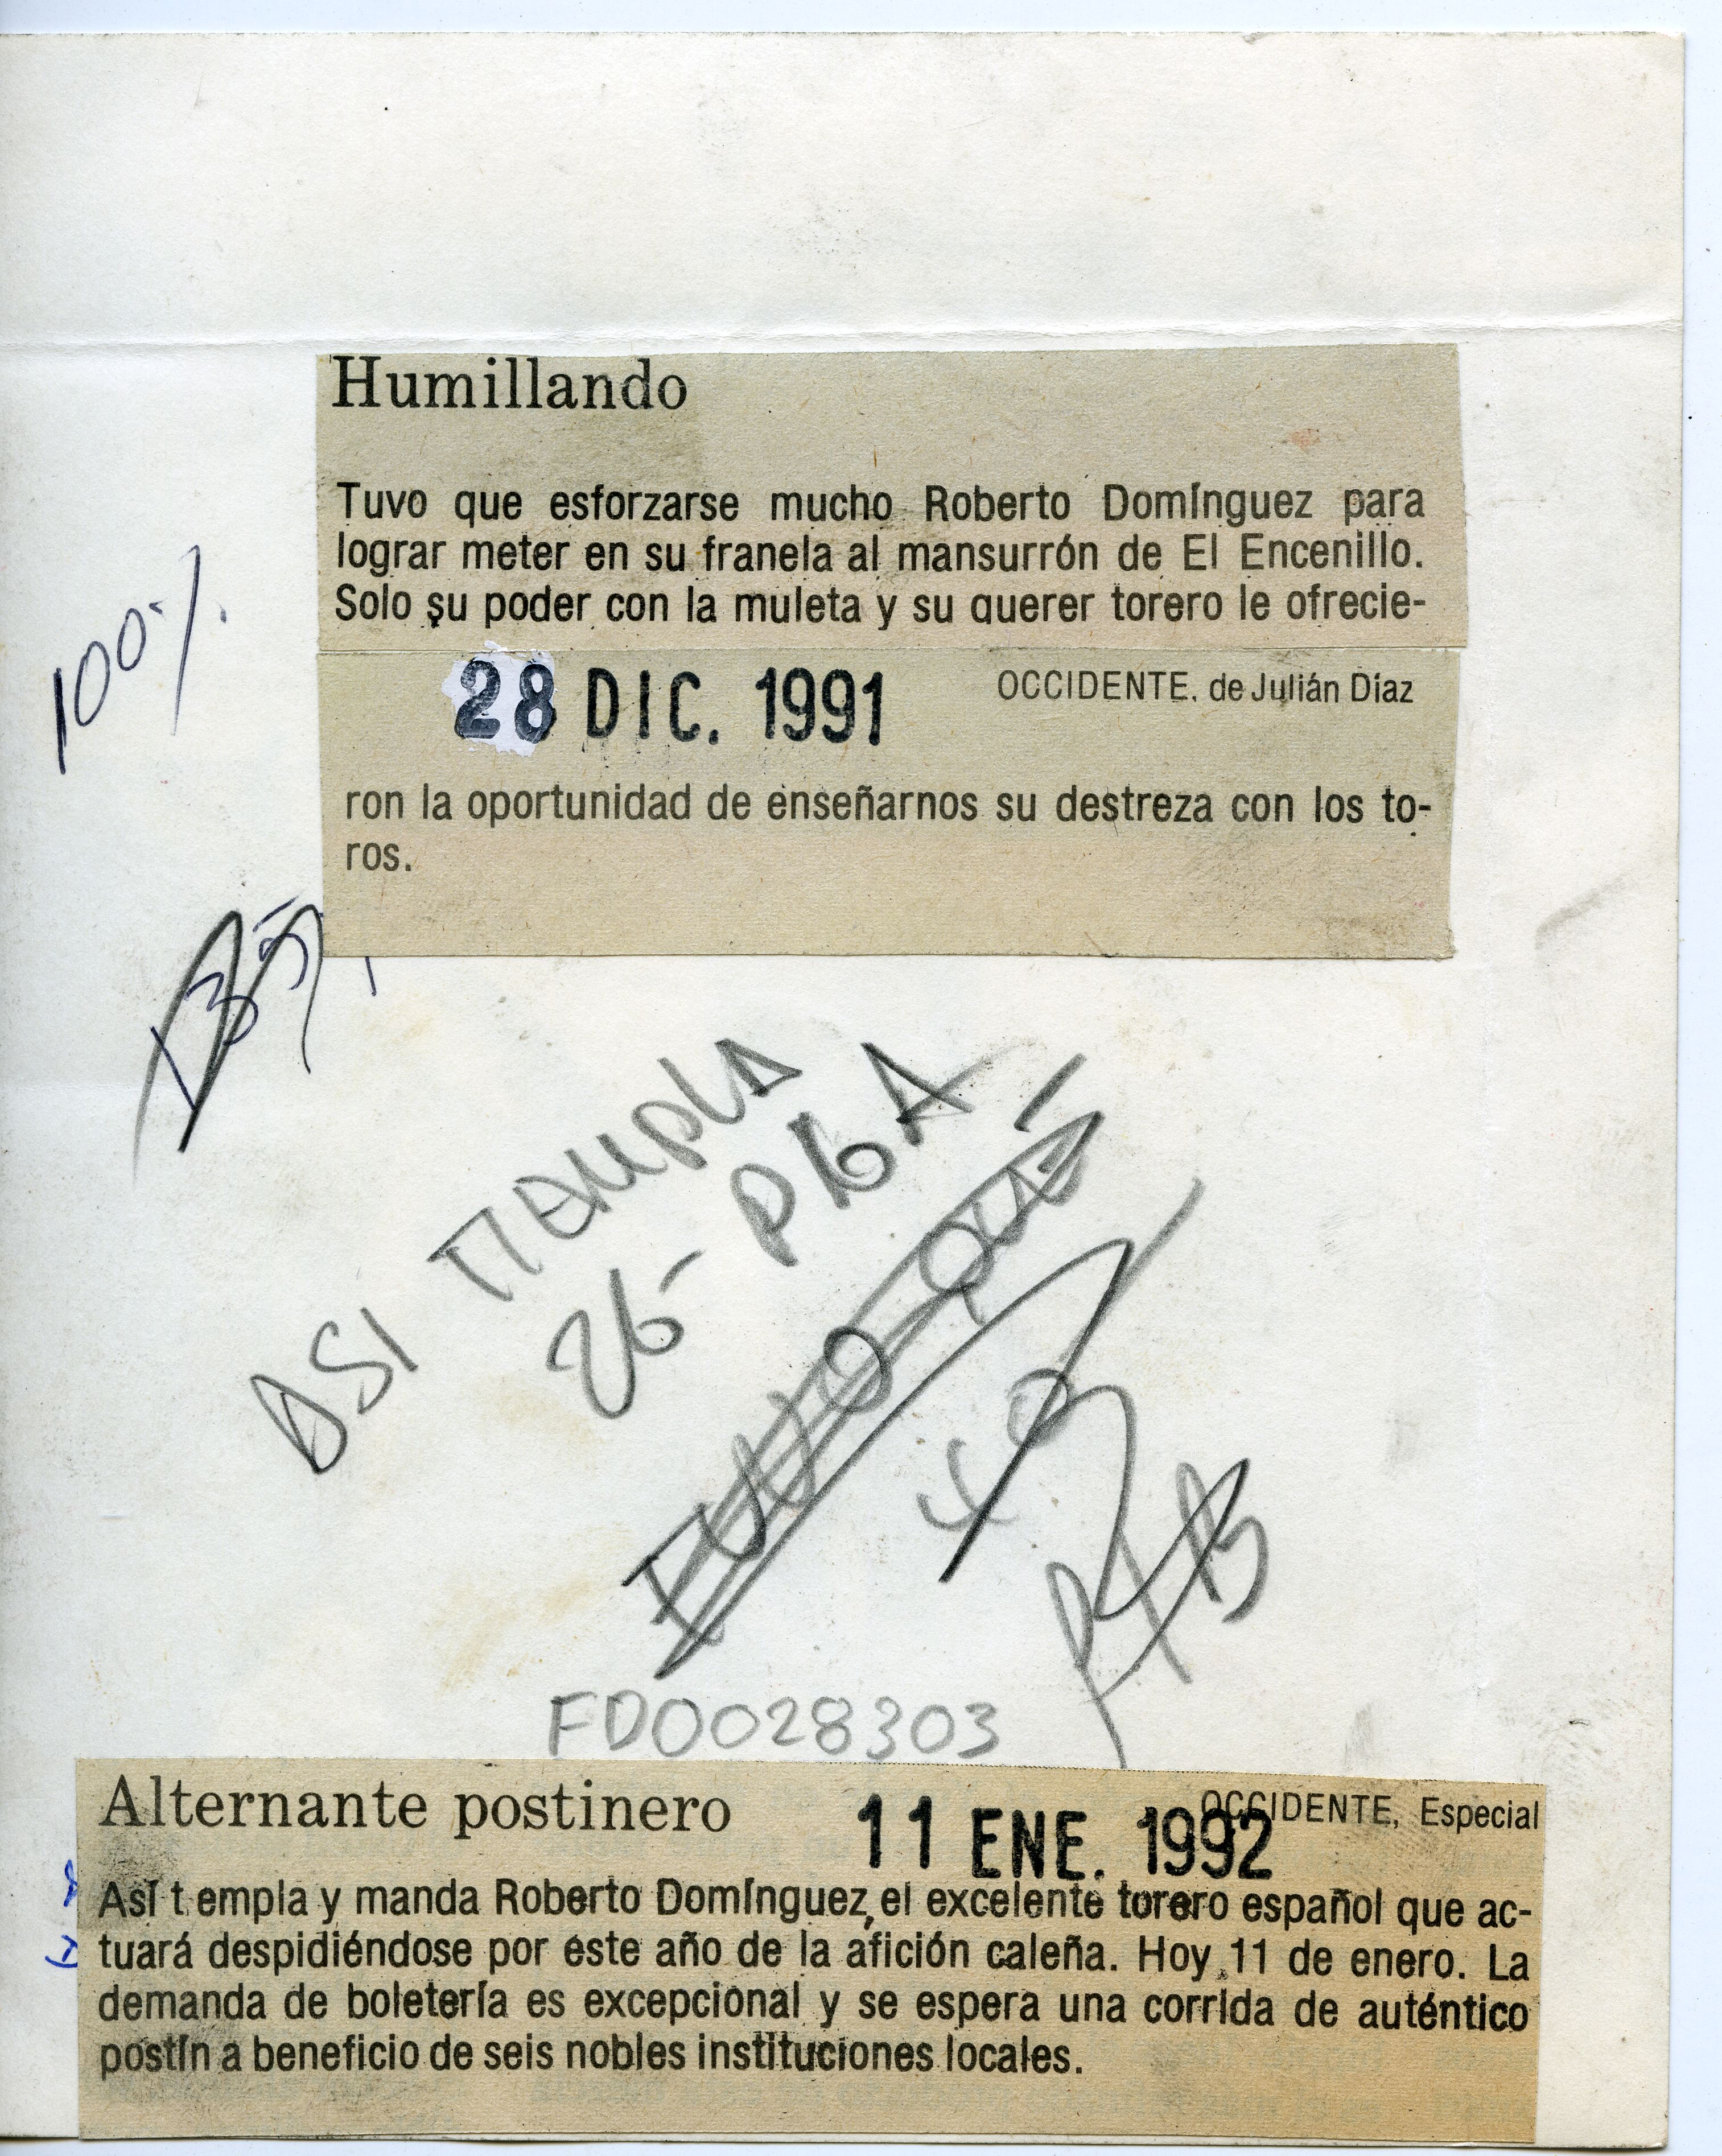 Humillando
Tuvo que esforzarse mucho Roberto Domínguez para
lograr meter en su franela al mansurrón de El Encenillo.
Solo su poder con la muleta y su querer torero le ofrecie-
28 DIC. 1991
OCCIDENTE. de Julián Díaz
ron la oportunidad de enseñarnos su destreza con los to-
ros.
100%
ASI TEMPLA
26- P16A
40
FD0028303
Alternante postinero
11 ENE. 1992
OCCIDENTE, Especial
Así t empla y manda Roberto Domínguez, el excelente torero español que ac-
tuará despidiéndose por este año de la afición caleña. Hoy 11 de enero. La
demanda de boletería es excepcional y se espera una corrida de auténtico
postín a beneficio de seis nobles instituciones locales.